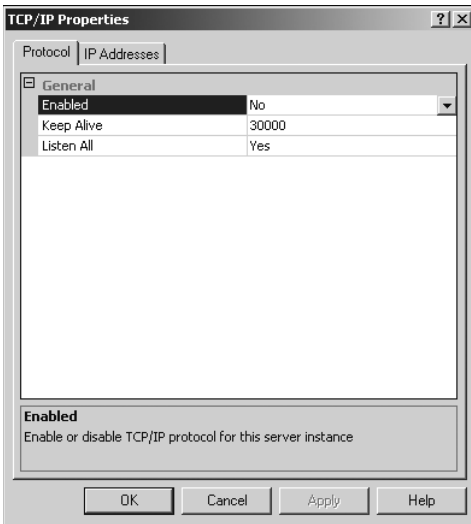 TCP/IP Properties
Protocol IP Addresses
General
Enabled No
Keep Alive 30000
Listen All Yes
Enabled
Enable or disable TCP/IP protocol for this server instance
OK Cancel Apply Help